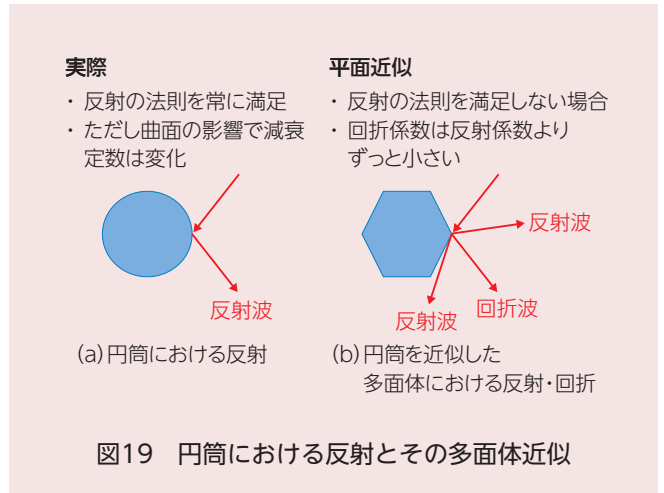 実際
・ 反射の法則を常に満足
・ ただし曲面の影響で減衰
定数は変化
反射波
(a)円筒における反射
平面近似
・ 反射の法則を満足しない場合
・ 回折係数は反射係数より
ずっと小さい
反射波
回折波
反射波
(b)円筒を近似した
多面体における反射・回折
図19 円筒における反射とその多面体近似